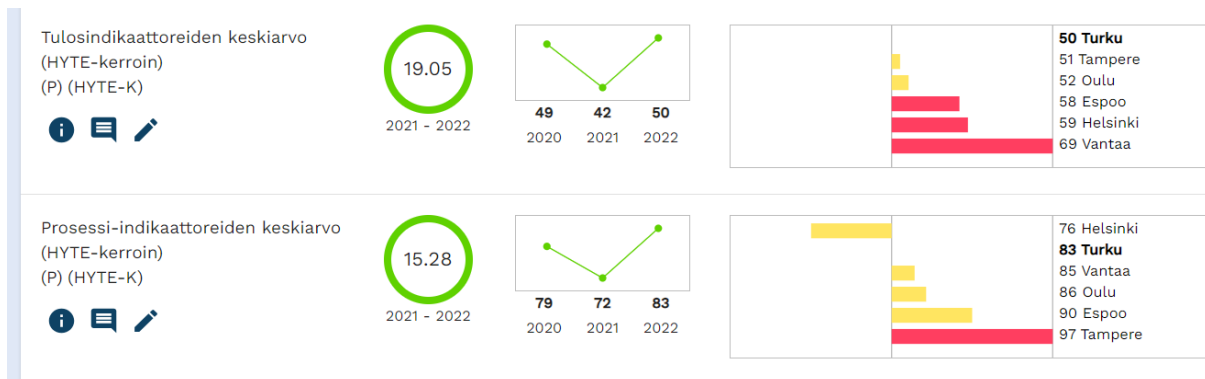 Tulosindikaattoreiden keskiarvo
(HYTE-kerroin)
(P) (HYTE-K)
19.05
2021 - 2022
49 42 50
2020 2021 2022
50 Turku
51 Tampere
52 Oulu
58 Espoo
59 Helsinki
69 Vantaa
Prosessi-indikaattoreiden keskiarvo
(HYTE-kerroin)
(P) (HYTE-K)
15.28
2021 - 2022
79 72 83
2020 2021 2022
76 Helsinki
83 Turku
85 Vantaa
86 Oulu
90 Espoo
97 Tampere